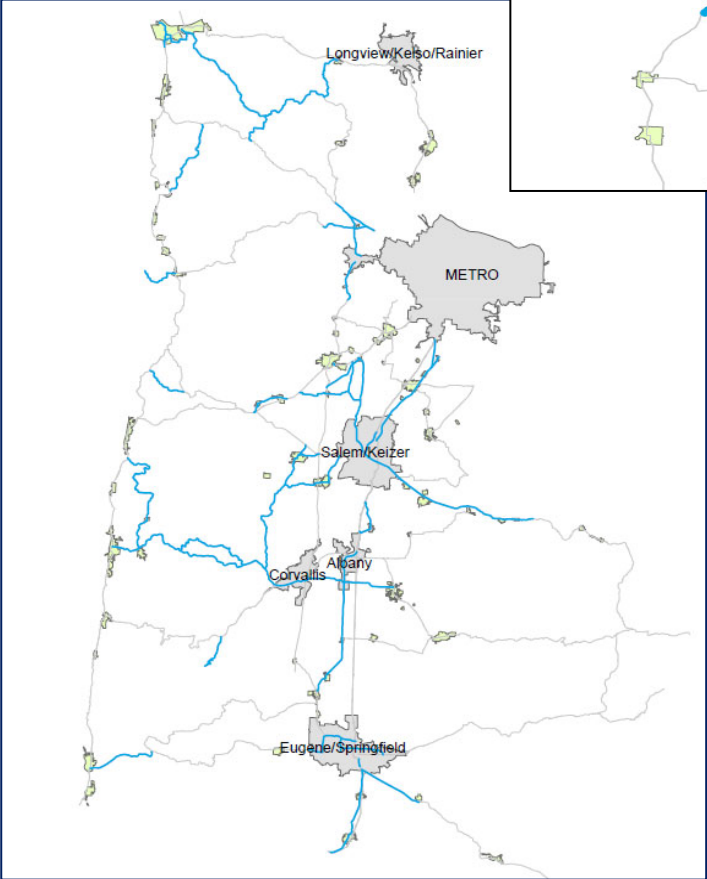 Longview/Kelso/Rainier
METRO
Salem/Keizer
Albany
Corvallis
Eugene/Springfield